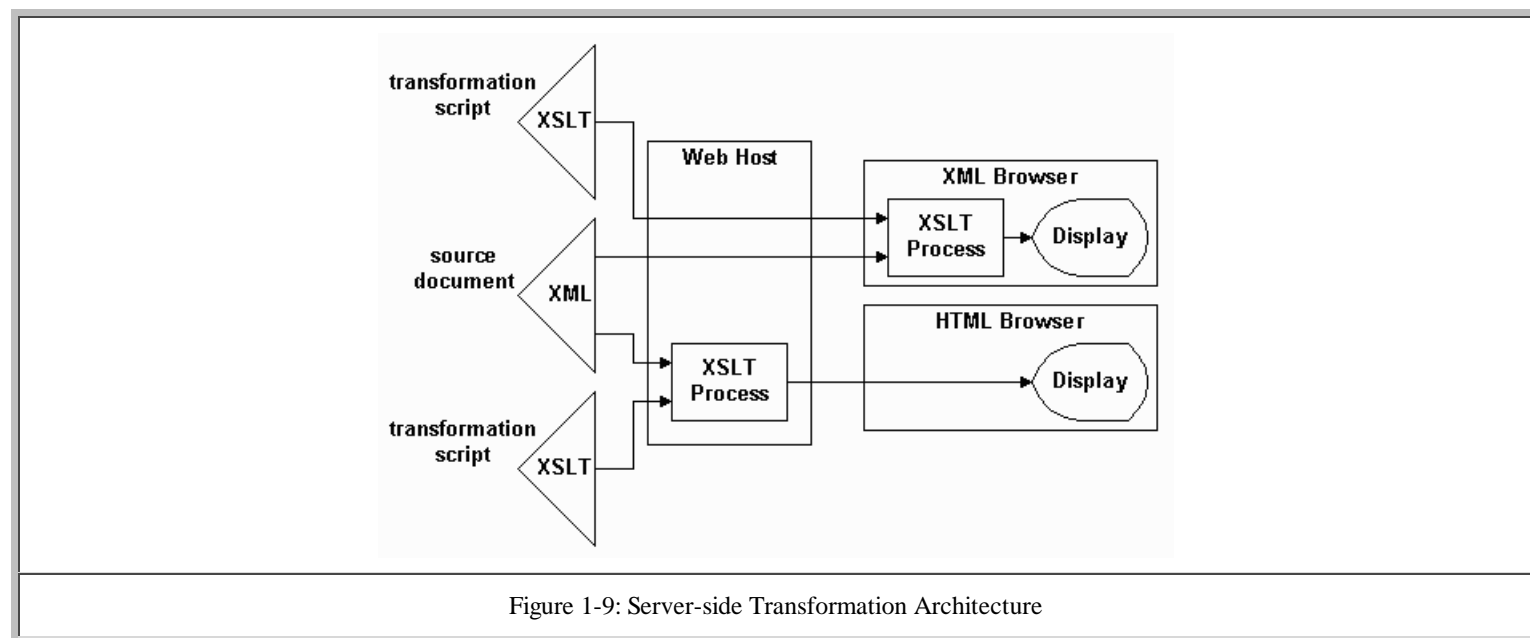 transformation
script
XSLT
Web Host
XML Browser
XSLT
Process
Display
source
document
XML
HTML Browser
XSLT
Process
Display
transformation
script
XSLT
Figure 1-9: Server-side Transformation Architecture